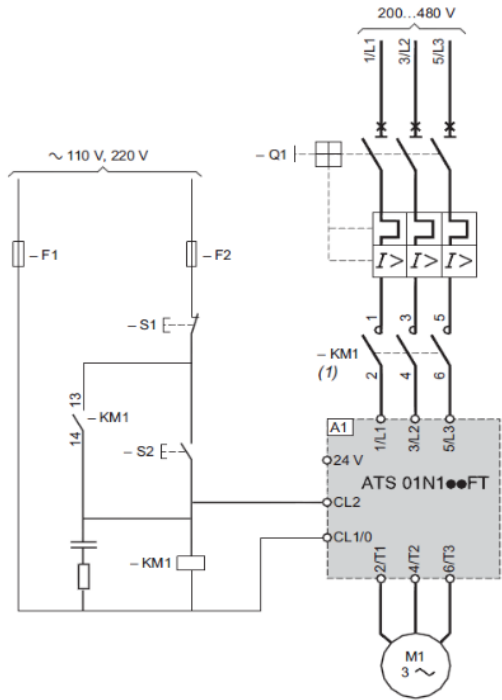 200...480 V
1/L1
3/L2
5/L3
– Q1
I>
I>
I>
~ 110 V, 220 V
– F1
– F2
– S1
1
3
5
– KM1
(1)
2
4
6
13
14
– KM1
– S2
A1
1/L1
3/L2
5/L3
24 V
ATS 01N1●●FT
CL2
CL1/0
– KM1
2/T1
4/T2
6/T3
M1
3 ~